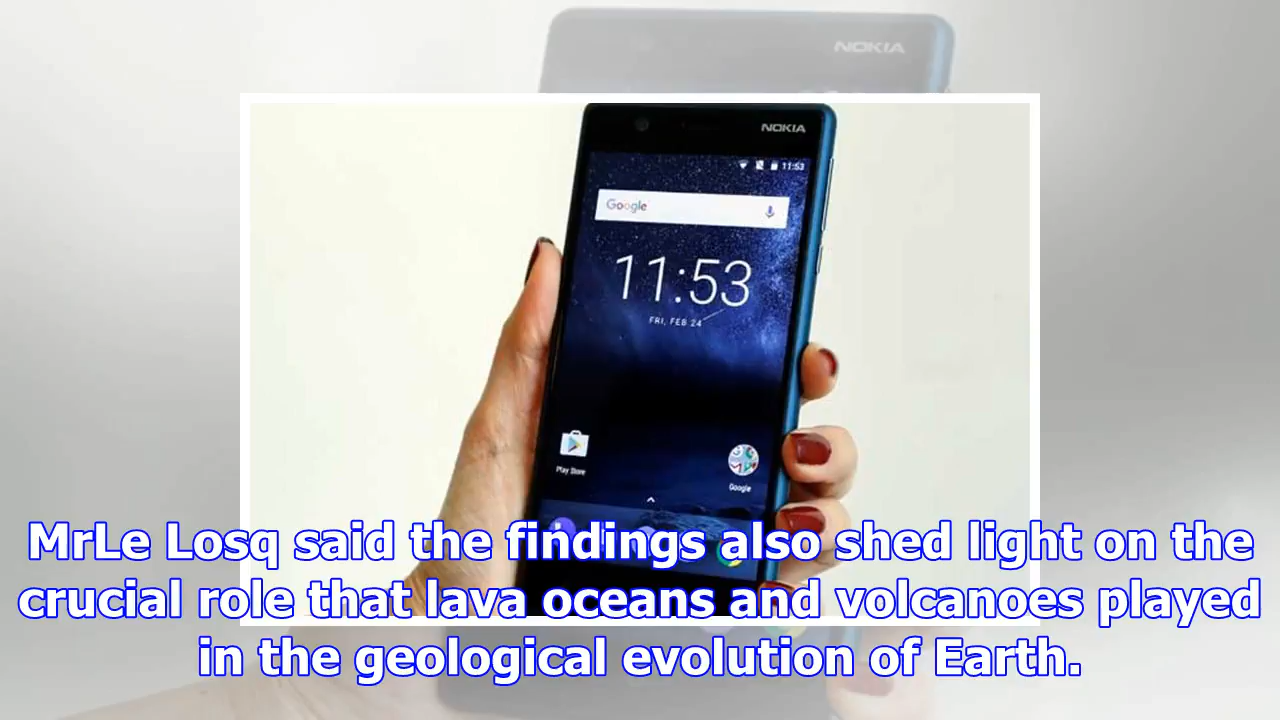 NOKIA
NOKIA
11:53
Google
11:53
FRI, FEB 24
Play Store
Google
MrLe Losq said the findings also shed light on the
crucial role that lava oceans and volcanoes played
in the geological evolution of Earth.